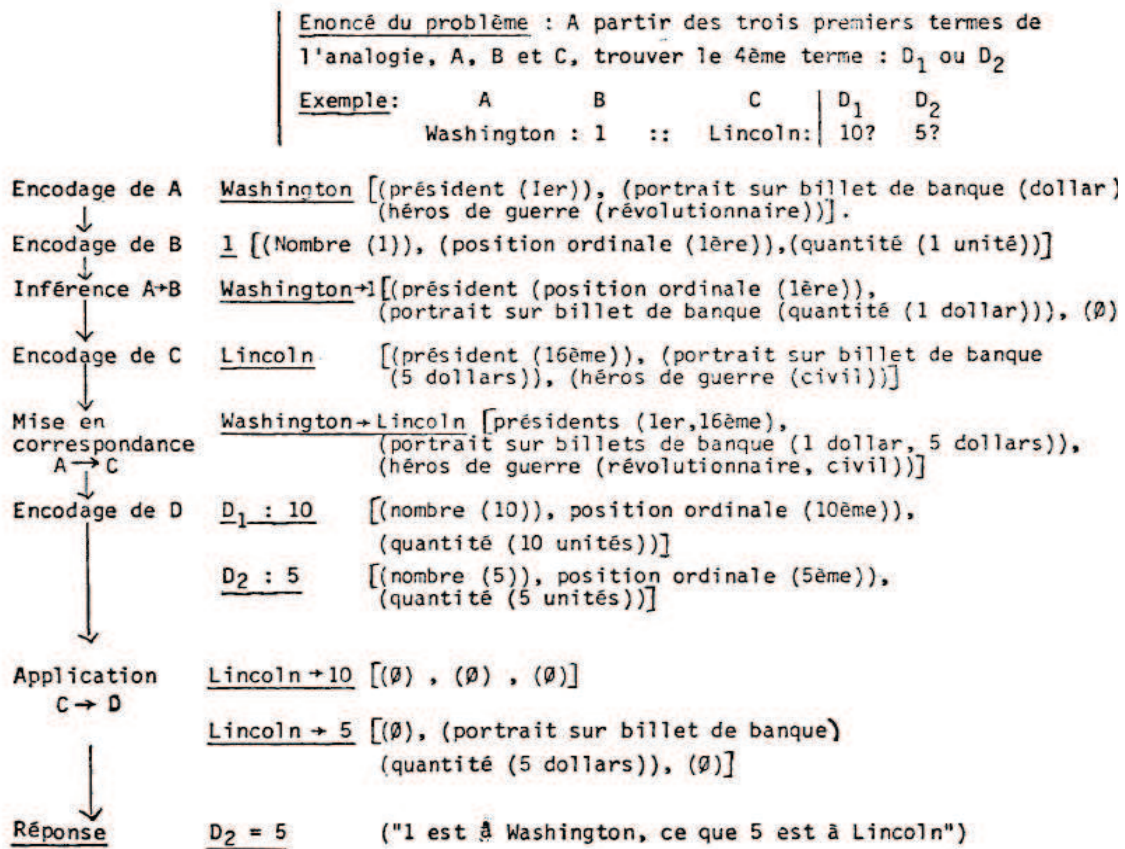 Enoncé du problème : A partir des trois premiers termes de
l'analogie, A, B et C, trouver le 4ème terme : D1 ou D2
Exemple: A B C D1 D2
Washington : 1 :: Lincoln: 10? 5?
Encodage de A Washington [(président (Ier)), (portrait sur billet de banque (dollar)
(héros de guerre (révolutionnaire))].
Encodage de B 1 [(Nombre (1)), (position ordinale (1ère)),(quantité (1 unité))]
Inférence A→B Washington→1[(président (position ordinale (1ère)),
(portrait sur billet de banque (quantité (1 dollar))), (Ø)
Encodage de C Lincoln [(président (16ème)), (portrait sur billet de banque
(5 dollars)), (héros de guerre (civil))]
Mise en Washington→Lincoln [présidents (Ier,16ème),
correspondance (portrait sur billets de banque (1 dollar, 5 dollars)),
A→C (héros de guerre (révolutionnaire, civil))]
Encodage de D D1 : 10 [(nombre (10)), position ordinale (10ème)),
(quantité (10 unités))]
D2 : 5 [(nombre (5)), position ordinale (5ème)),
(quantité (5 unités))]
Application Lincoln→10 [(Ø) , (Ø) , (Ø)]
C→D
Lincoln → 5 [(Ø), (portrait sur billet de banque)
(quantité (5 dollars)), (Ø)]
Réponse D2 = 5 ("1 est à Washington, ce que 5 est à Lincoln")